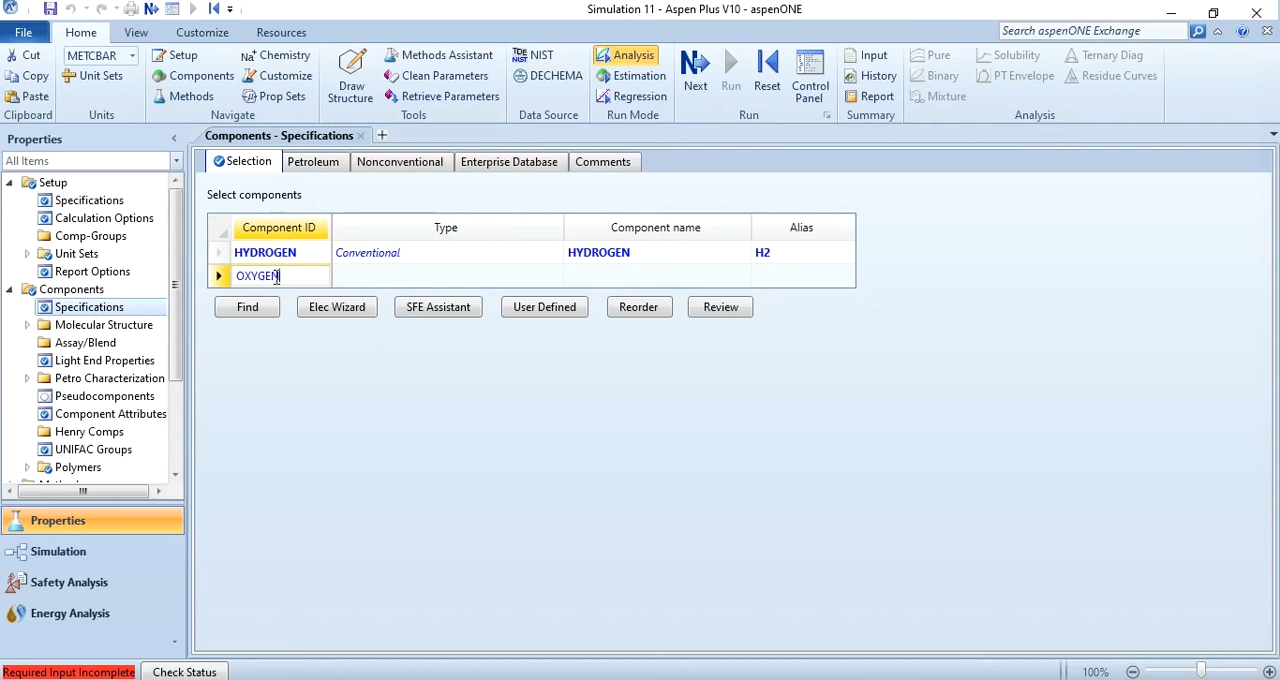 Simulation 11 - Aspen Plus V10 - aspenONE
File
Home
View
Customize
Resources
Search aspenONE Exchange
Cut
Copy
Paste
Clipboard
METCBAR
Unit Sets
Units
Setup
Components
Methods
Chemistry
Customize
Prop Sets
Navigate
Draw
Structure
Methods Assistant
Clean Parameters
Retrieve Parameters
Tools
NIST
DECHEMA
Data Source
Analysis
Estimation
Regression
Run Mode
Next
Run
Reset
Control
Panel
Run
Input
History
Report
Summary
Pure
Binary
Mixture
Solubility
PT Envelope
Ternary Diag
Residue Curves
Analysis
Properties
All Items
Setup
Specifications
Calculation Options
Comp-Groups
Unit Sets
Report Options
Components
Specifications
Molecular Structure
Assay/Blend
Light End Properties
Petro Characterization
Pseudocomponents
Component Attributes
Henry Comps
UNIFAC Groups
Polymers
Properties
Simulation
Safety Analysis
Energy Analysis
Components - Specifications
Selection
Petroleum
Nonconventional
Enterprise Database
Comments
Select components
Component ID Type Component name Alias
HYDROGEN Conventional HYDROGEN H2
OXYGEN
Find
Elec Wizard
SFE Assistant
User Defined
Reorder
Review
Required Input Incomplete
Check Status
100%